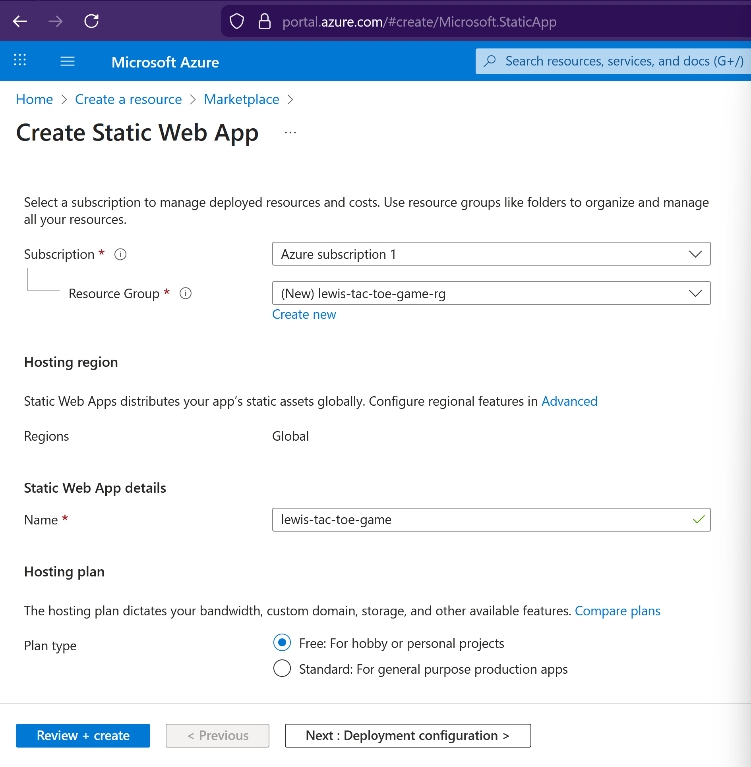 portal.azure.com/#create/Microsoft.StaticApp
Microsoft Azure
Search resources, services, and docs (G+/)
Home > Create a resource > Marketplace >
Create Static Web App ...
Select a subscription to manage deployed resources and costs. Use resource groups like folders to organize and manage
all your resources.
Subscription *
Azure subscription 1
Resource Group *
(New) lewis-tac-toe-game-rg
Create new
Hosting region
Static Web Apps distributes your app's static assets globally. Configure regional features in Advanced
Regions
Global
Static Web App details
Name *
lewis-tac-toe-game
Hosting plan
The hosting plan dictates your bandwidth, custom domain, storage, and other available features. Compare plans
Plan type
Free: For hobby or personal projects
Standard: For general purpose production apps
Review + create
< Previous
Next : Deployment configuration >